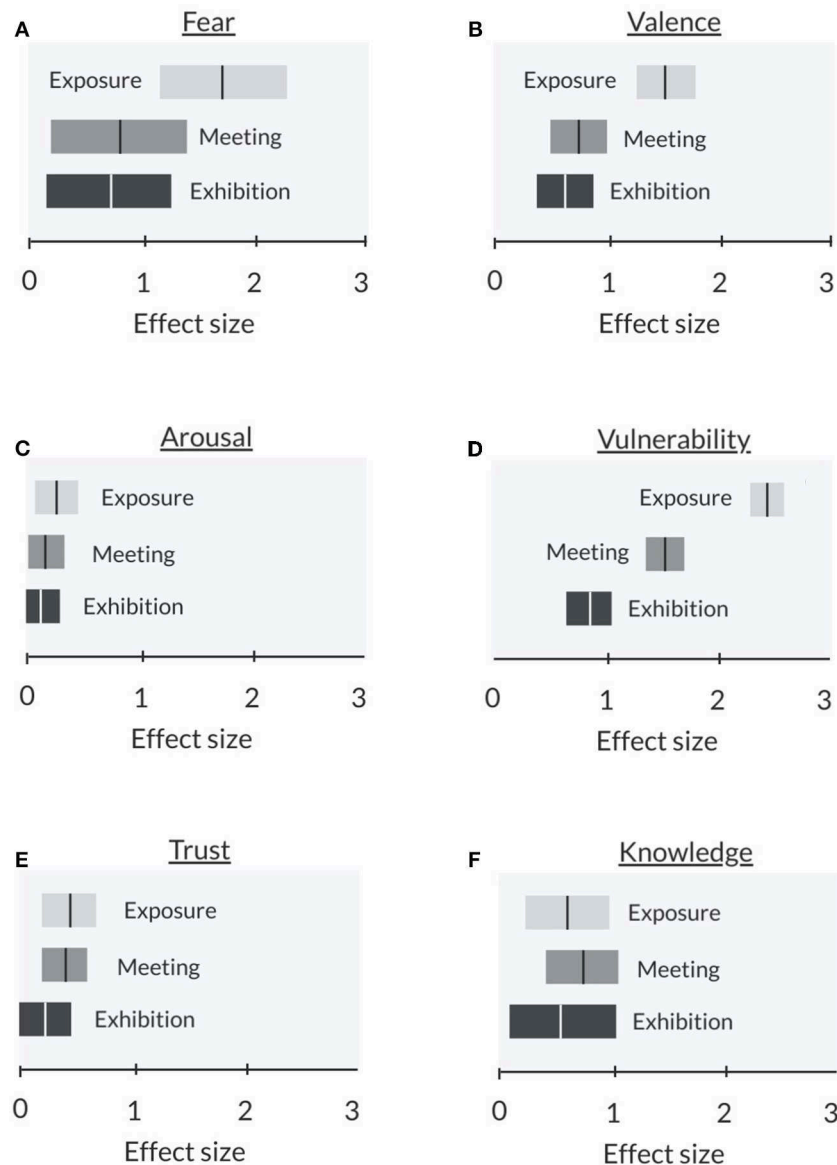 A
Fear
Exposure
Meeting
Exhibition
0 1 2 3
Effect size
B
Valence
Exposure
Meeting
Exhibition
0 1 2 3
Effect size
C
Arousal
Exposure
Meeting
Exhibition
0 1 2 3
Effect size
D
Vulnerability
Exposure
Meeting
Exhibition
0 1 2 3
Effect size
E
Trust
Exposure
Meeting
Exhibition
0 1 2 3
Effect size
F
Knowledge
Exposure
Meeting
Exhibition
0 1 2 3
Effect size